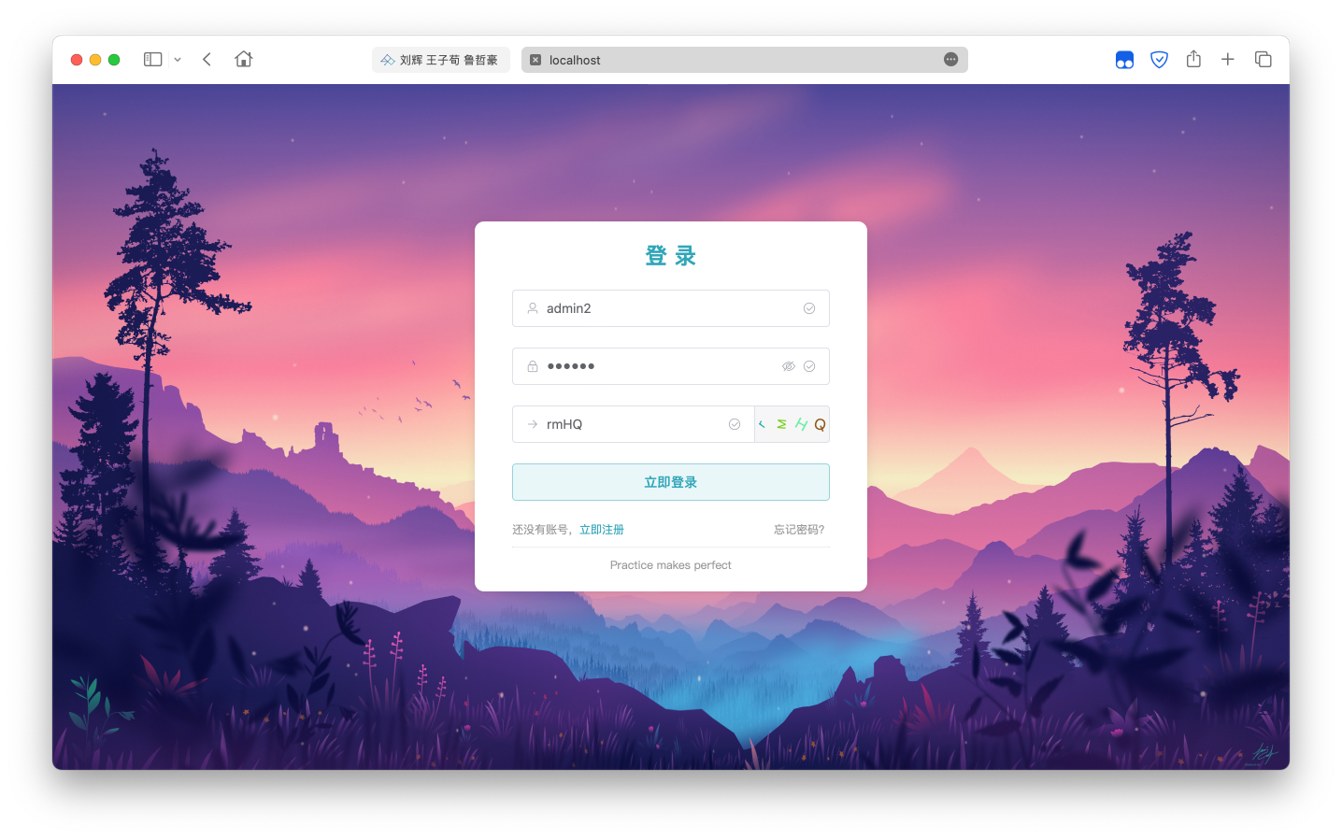 刘辉 王子荀 鲁哲豪
localhost
登 录
admin2
••••••
rmHQ
r M H Q
立即登录
还没有账号，立即注册
忘记密码?
Practice makes perfect